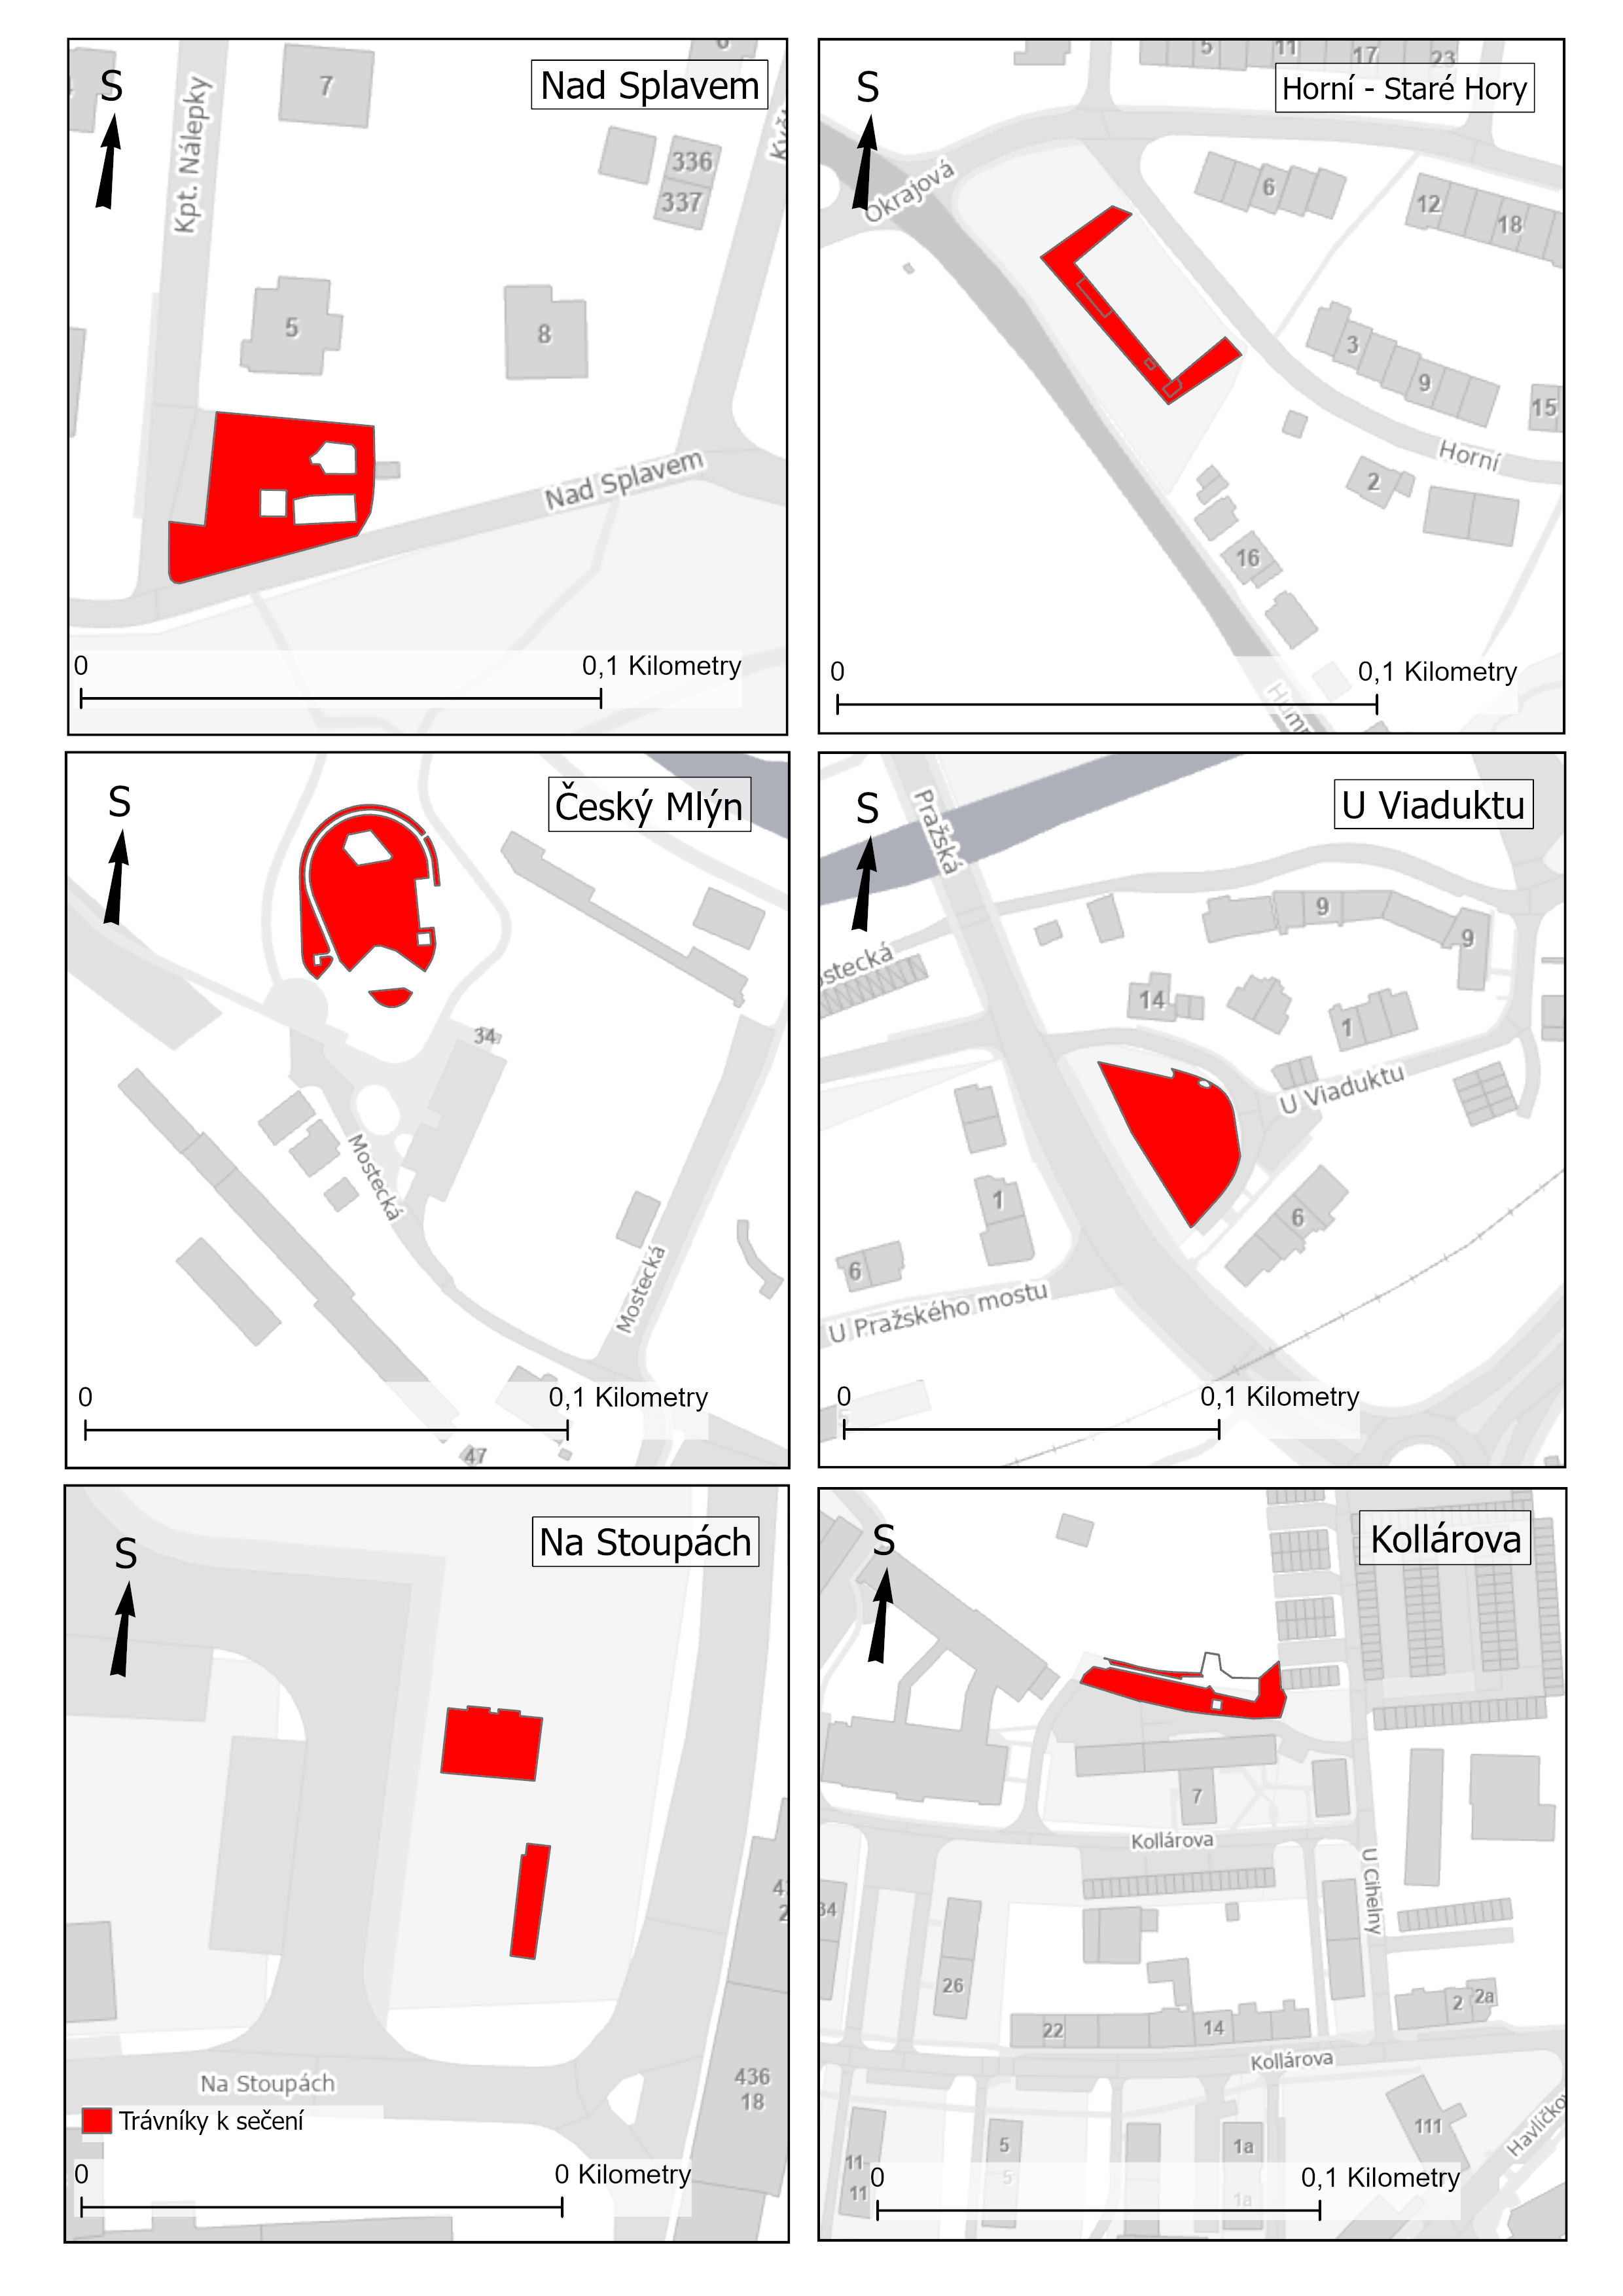 S
Nad Splavem
Kpt. Nálepky
7
336
337
5
8
Nad Splavem
0
0,1 Kilometry
S
Horní - Staré Hory
5
11
17
23
Okrajová
6
12
18
3
9
15
Horní
2
16
0
0,1 Kilometry
S
Český Mlýn
34
Mostecká
Mostecká
0
0,1 Kilometry
47
S
U Viaduktu
Pražská
9
9
14
1
U Viaduktu
1
6
6
U Pražského mostu
0
0,1 Kilometry
S
Na Stoupách
436
18
Na Stoupách
Trávníky k sečení
0
0 Kilometry
S
Kollárova
7
Kollárova
U Cihelny
34
26
22
14
2
2a
Kollárova
111
5
5
1a
1a
11
11
0
0,1 Kilometry